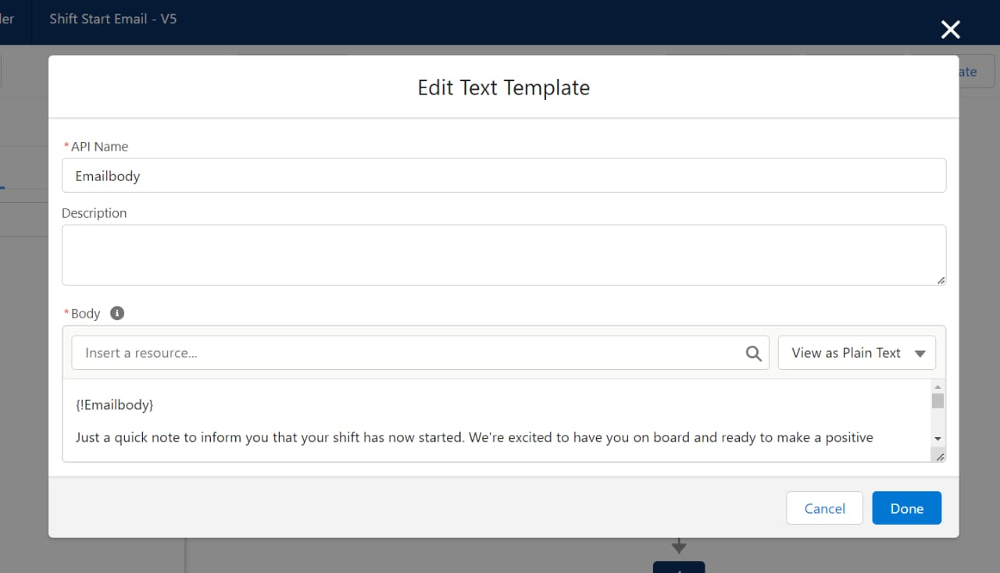 ler
Shift Start Email - V5
ate
Edit Text Template
*API Name
Emailbody
Description
*Body
Insert a resource...
View as Plain Text
{!Emailbody}
Just a quick note to inform you that your shift has now started. We're excited to have you on board and ready to make a positive
Cancel
Done